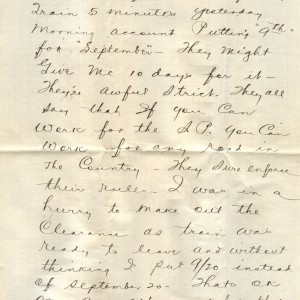 Train 5 minutes yesterday
Morning account Putting "9th"
for "September" - They Might
Give Me 10 days for it -
They're Awful Strict. They all
Say that If you Can
Work for the S.P. You Can
Work for any road in
The Country - They Sure enforce
their rules - I was in a
hurry to make out the
Clearance as train was
ready to leave and without
thinking I put 9/20 instead
Of September 20 - Thats on